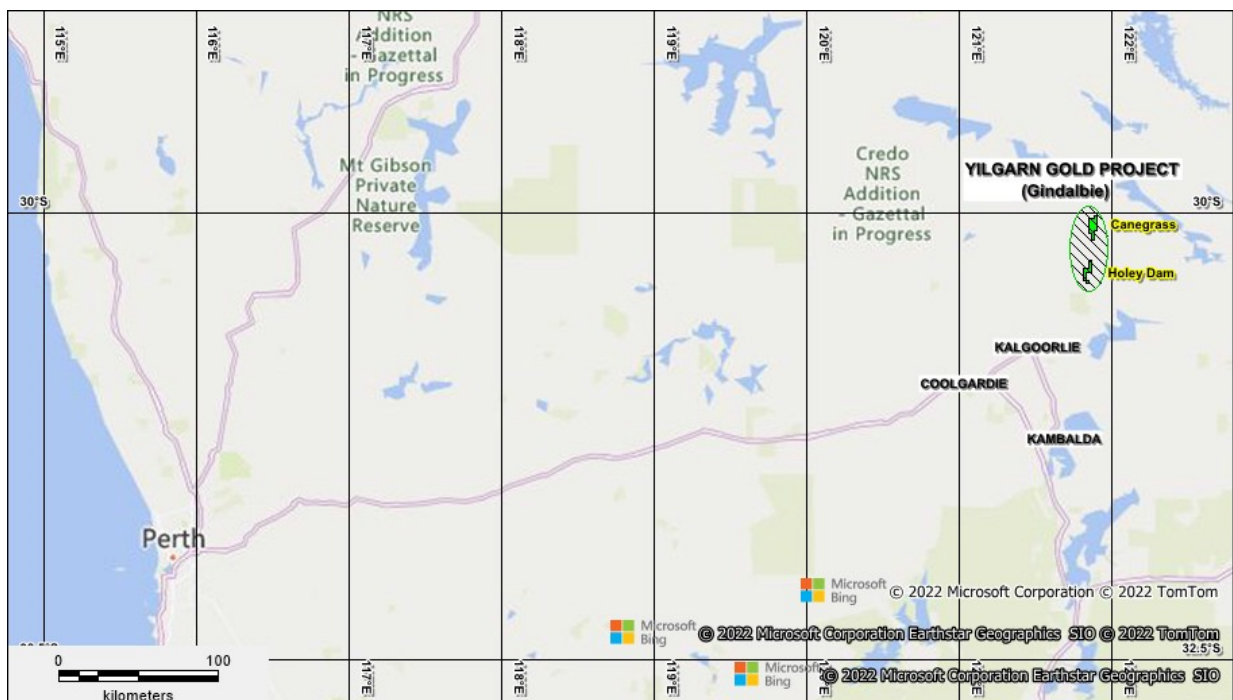 NRS
Addition
- Gazettal
in Progress
115°E
116°E
117°E
118°E
119°E
120°E
121°E
122°E
Mt Gibson
Private
Nature
Reserve
Credo
NRS
Addition
- Gazettal
in Progress
YILGARN GOLD PROJECT
(Gindalbie)
30°S
30°S
Canegrass
Holey Dam
KALGOORLIE
COOLGARDIE
KAMBALDA
Perth
Microsoft
Bing
© 2022 Microsoft Corporation © 2022 TomTom
Microsoft
Bing
© 2022 Microsoft Corporation Earthstar Geographics SIO © 2022 TomTom
32.5°S
Microsoft
Bing
© 2022 Microsoft Corporation Earthstar Geographics SIO
0
100
kilometers
117°E
118°E
119°E
120°E
121°E